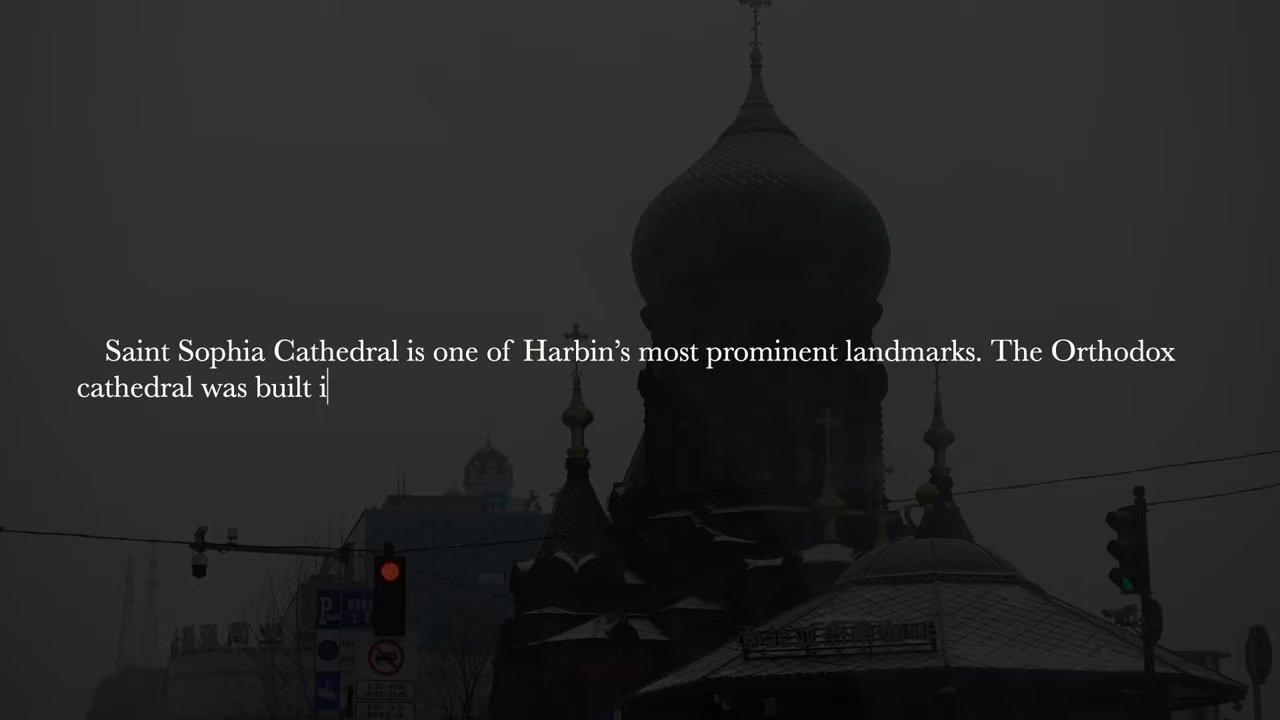 Saint Sophia Cathedral is one of Harbin’s most prominent landmarks. The Orthodox
cathedral was built i
P